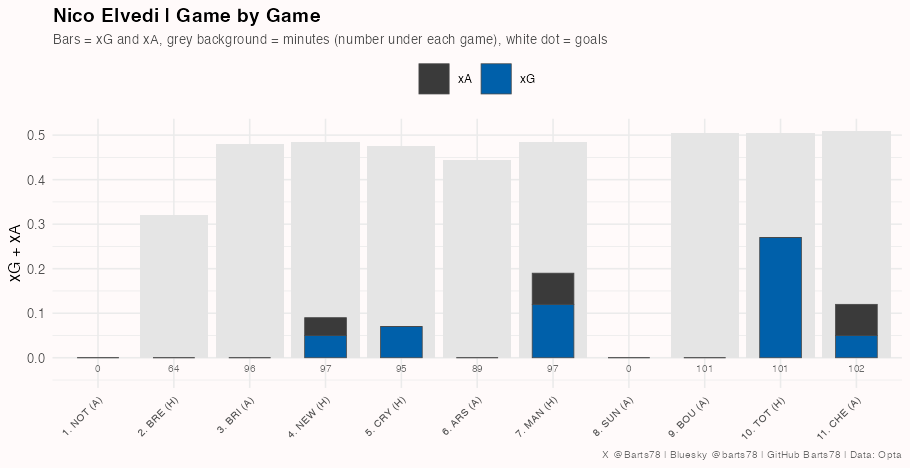 Nico Elvedi | Game by Game
Bars = xG and xA, grey background = minutes (number under each game), white dot = goals
xA xG
xG + xA
0.5
0.4
0.3
0.2
0.1
0.0
0 64 96 97 95 89 97 0 101 101 102
1. NOT (A) 2. BRE (H) 3. BRI (A) 4. NEW (H) 5. CRY (H) 6. ARS (A) 7. MAN (H) 8. SUN (A) 9. BOU (A) 10. TOT (H) 11. CHE (A)
X @Barts78 | Bluesky @barts78 | GitHub Barts78 | Data: Opta